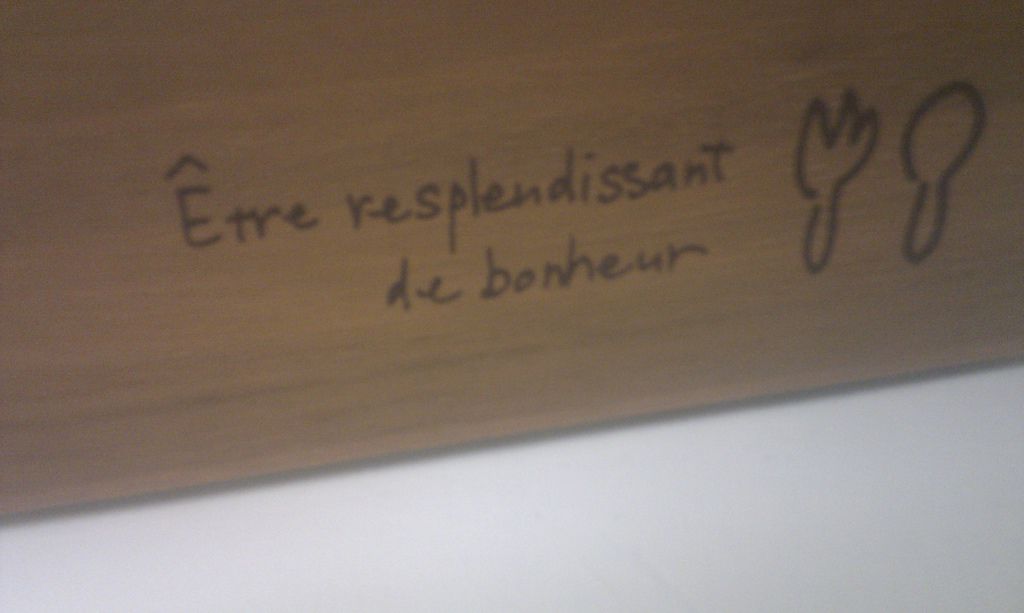 Être resplendissant
de bonheur